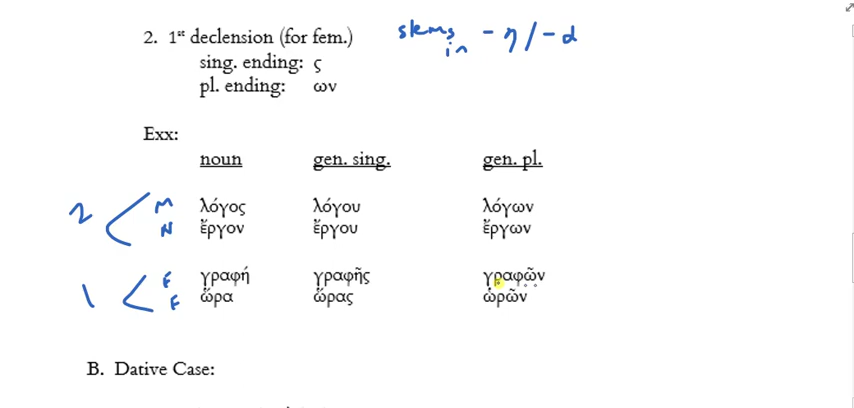 2. 1st declension (for fem.) stems in -η/-α
sing. ending: ς
pl. ending: ων
Exx:
noun gen. sing. gen. pl.
2 M λόγος λόγου λόγων
N ἔργον ἔργου ἔργων
1 F γραφή γραφῆς γραφῶν
F ὥρα ὥρας ὡρῶν
B. Dative Case: